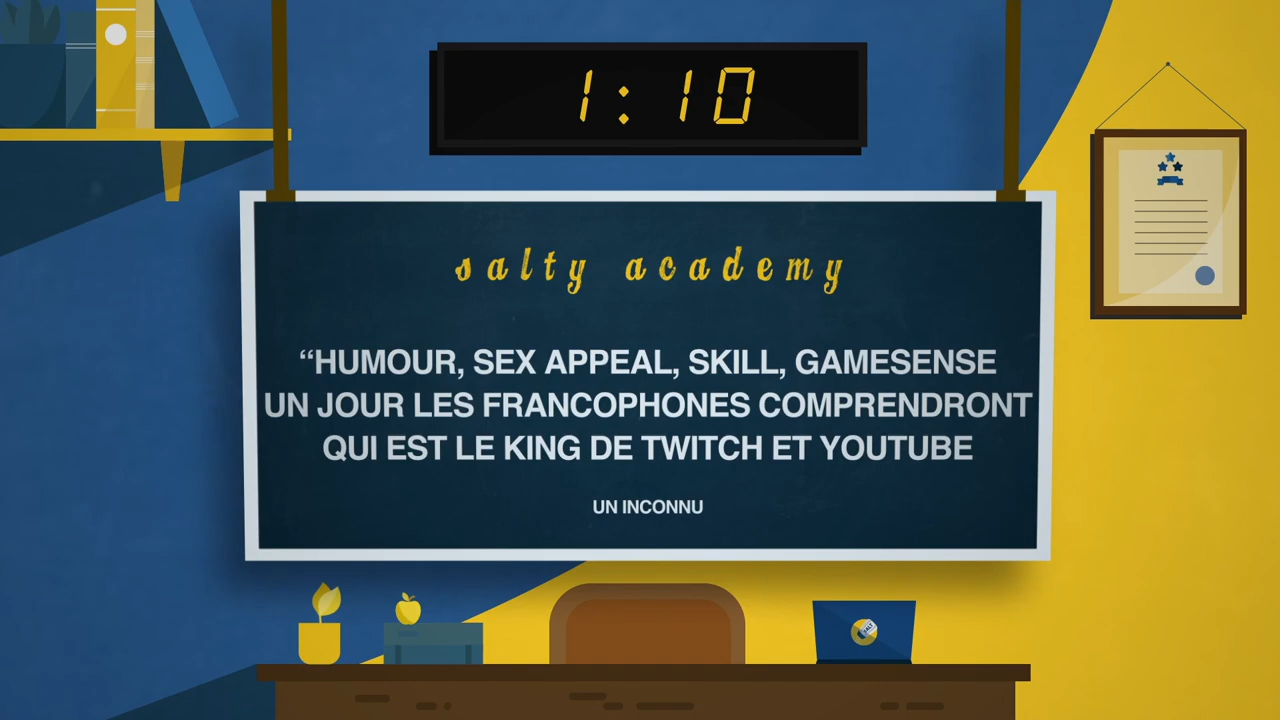 1:10
salty academy
“HUMOUR, SEX APPEAL, SKILL, GAMESENSE
UN JOUR LES FRANCOPHONES COMPRENDRONT
QUI EST LE KING DE TWITCH ET YOUTUBE
UN INCONNU
SALT